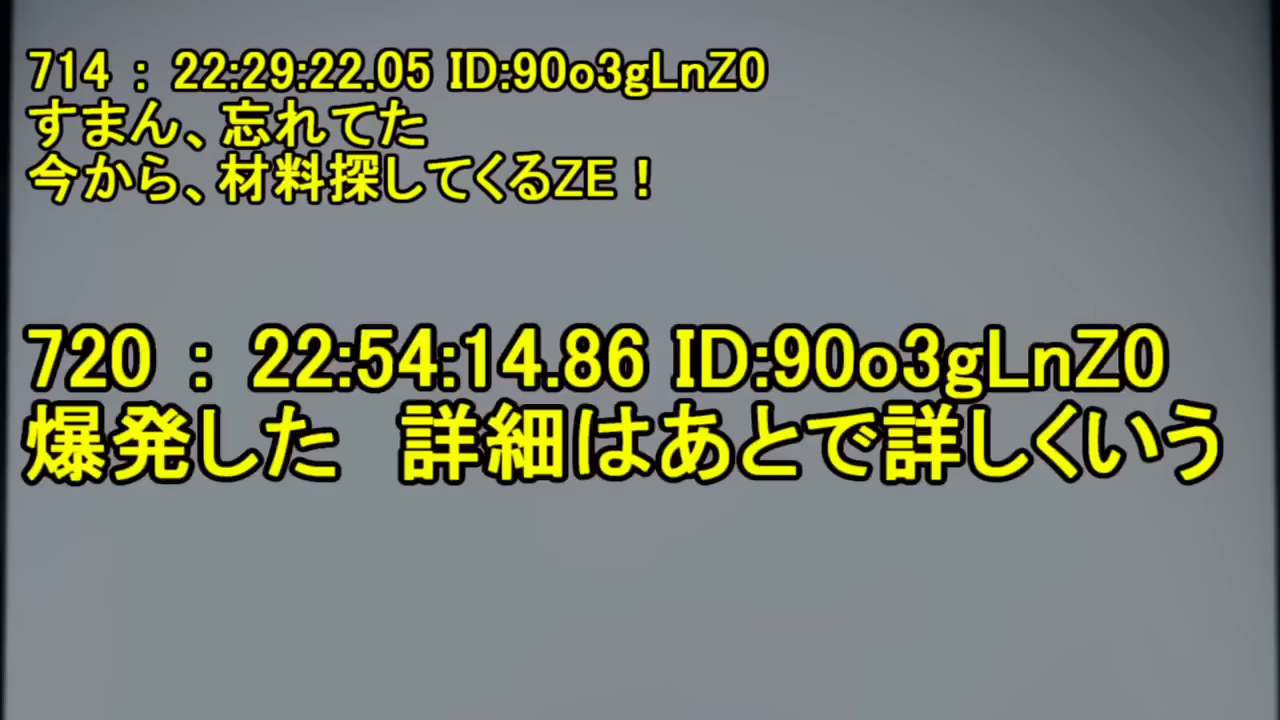 714 : 22:29:22.05 ID:90o3gLnZ0
すまん、忘れてた
今から、材料探してくるZE！
720 : 22:54:14.86 ID:90o3gLnZ0
爆発した　詳細はあとで詳しくいう